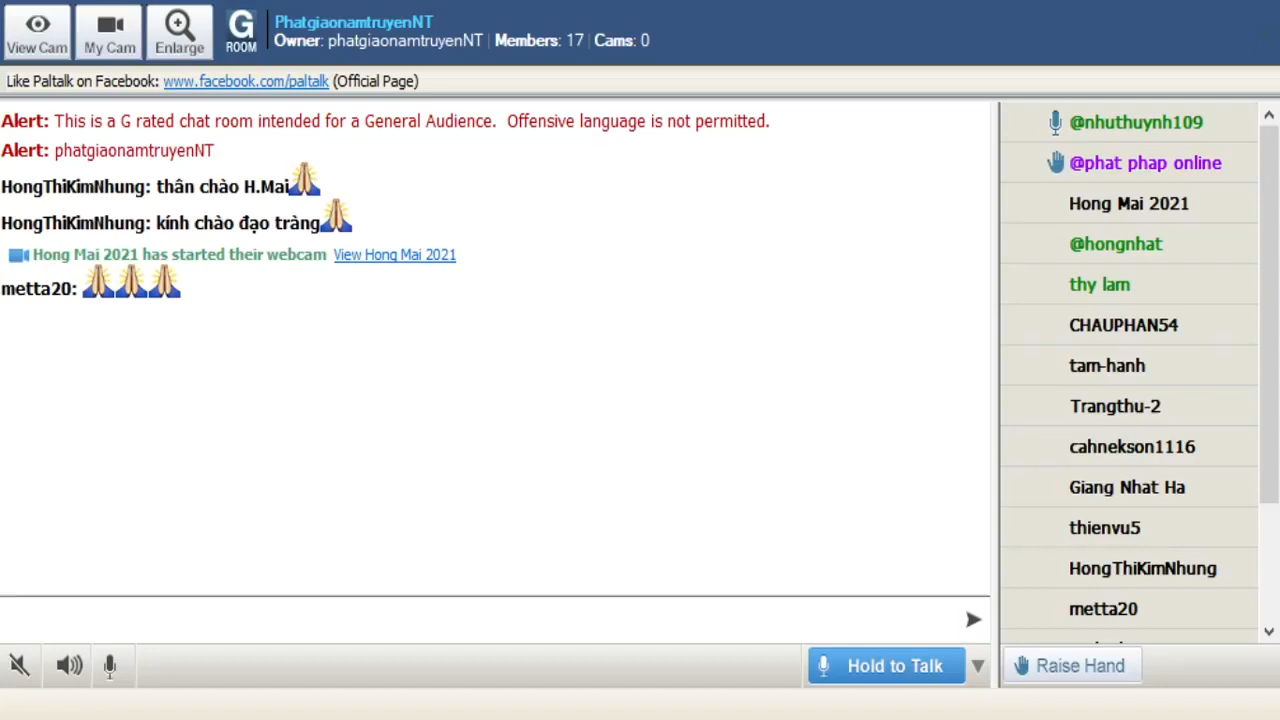 View Cam
My Cam
Enlarge
G
ROOM
PhatgiaonamtruyenNT
Owner: phatgiaonamtruyenNT | Members: 17 | Cams: 0
Like Paltalk on Facebook: www.facebook.com/paltalk (Official Page)
Alert: This is a G rated chat room intended for a General Audience. Offensive language is not permitted.
Alert: phatgiaonamtruyenNT
HongThiKimNhung: thân chào H.Mai
HongThiKimNhung: kính chào đạo tràng
Hong Mai 2021 has started their webcam View Hong Mai 2021
metta20:
@nhuthuynh109
@phat phap online
Hong Mai 2021
@hongnhat
thy lam
CHAUPHAN54
tam-hanh
Trangthu-2
cahnekson1116
Giang Nhat Ha
thienvu5
HongThiKimNhung
metta20
Hold to Talk
Raise Hand